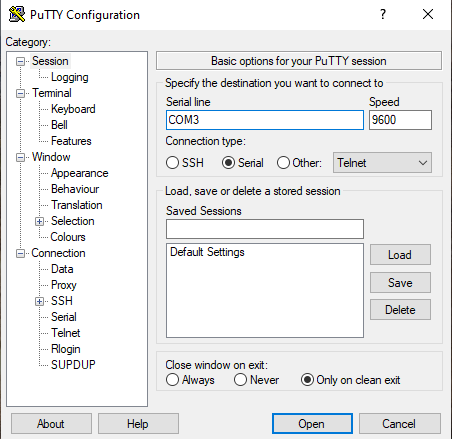 PuTTY Configuration
?
Category:
Session
Logging
Terminal
Keyboard
Bell
Features
Window
Appearance
Behaviour
Translation
Selection
Colours
Connection
Data
Proxy
SSH
Serial
Telnet
Rlogin
SUPDUP
Basic options for your PuTTY session
Specify the destination you want to connect to
Serial line Speed
COM3 9600
Connection type:
SSH Serial Other: Telnet
Load, save or delete a stored session
Saved Sessions
Default Settings
Load
Save
Delete
Close window on exit:
Always Never Only on clean exit
About Help Open Cancel